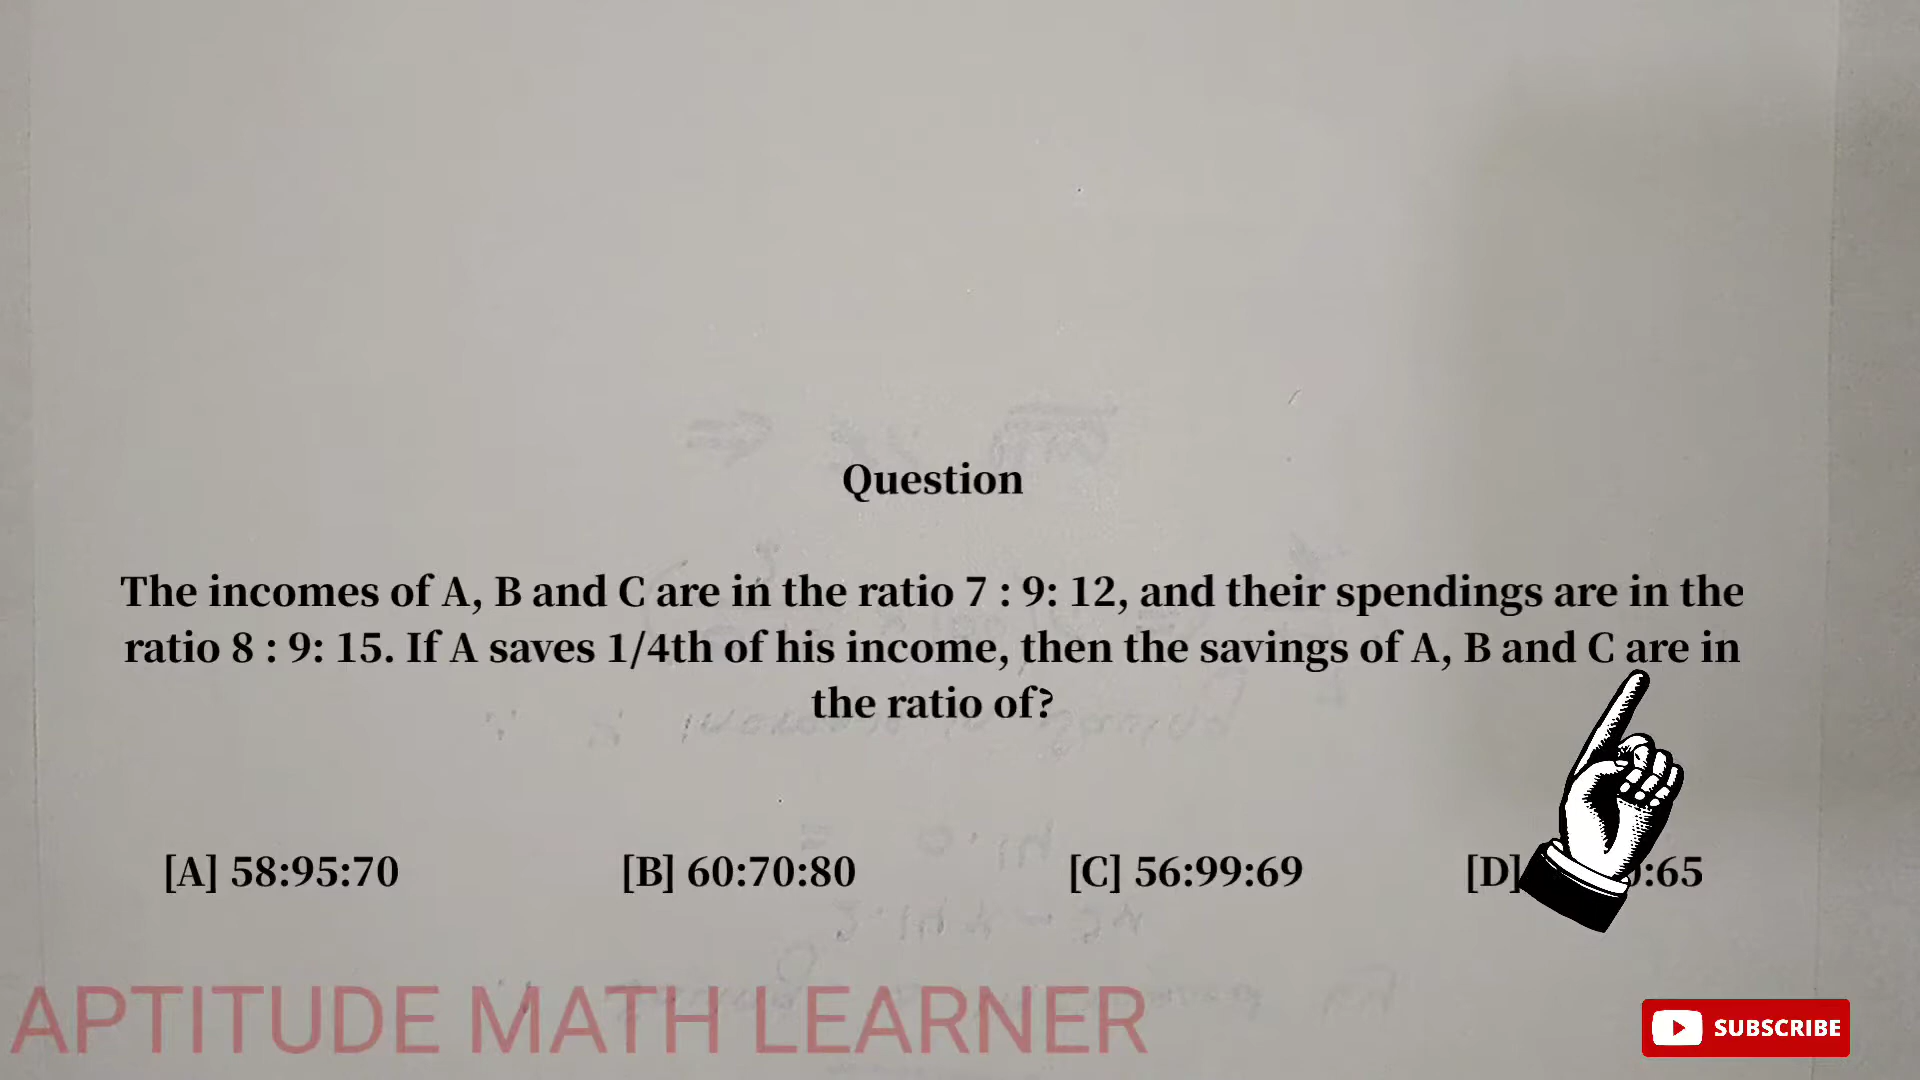 Question
The incomes of A, B and C are in the ratio 7 : 9: 12, and their spendings are in the
ratio 8 : 9: 15. If A saves 1/4th of his income, then the savings of A, B and C are in
the ratio of?
[A] 58:95:70 [B] 60:70:80 [C] 56:99:69 [D] :65
APTITUDE MATH LEARNER
SUBSCRIBE